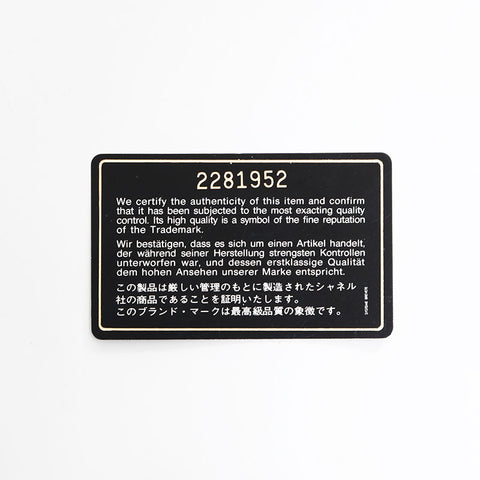 2281952
We certify the authenticity of this item and confirm
that it has been subjected to the most exacting quality
control. Its high quality is a symbol of the fine reputation
of the Trademark.
Wir bestätigen, dass es sich um einen Artikel handelt,
der während seiner Herstellung strengsten Kontrollen
unterworfen war, und dessen erstklassige Qualität
dem hohen Ansehen unserer Marke entspricht.
この製品は厳しい管理のもとに製造されたシャネル
社の商品であることを証明いたします。
このブランド・マークは最高級品質の象徴です。